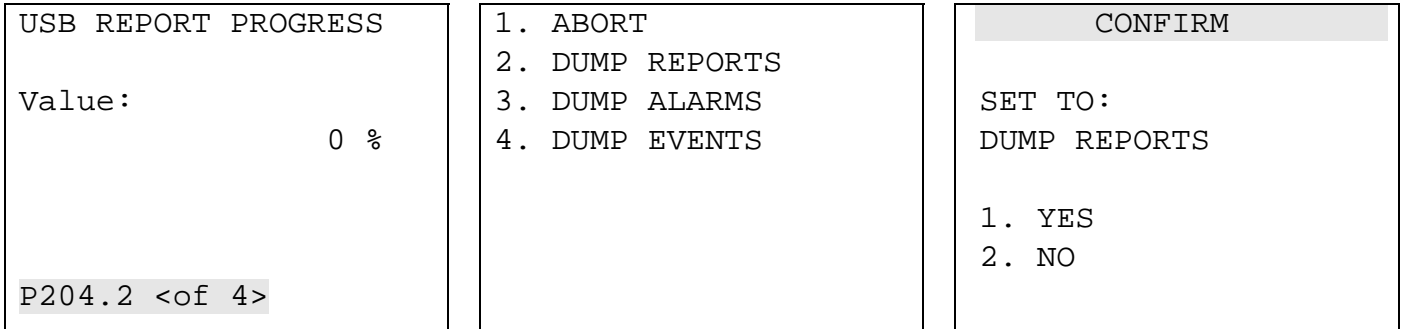 USB REPORT PROGRESS
Value:
0 %
P204.2 <of 4>
1. ABORT
2. DUMP REPORTS
3. DUMP ALARMS
4. DUMP EVENTS
CONFIRM
SET TO:
DUMP REPORTS
1. YES
2. NO